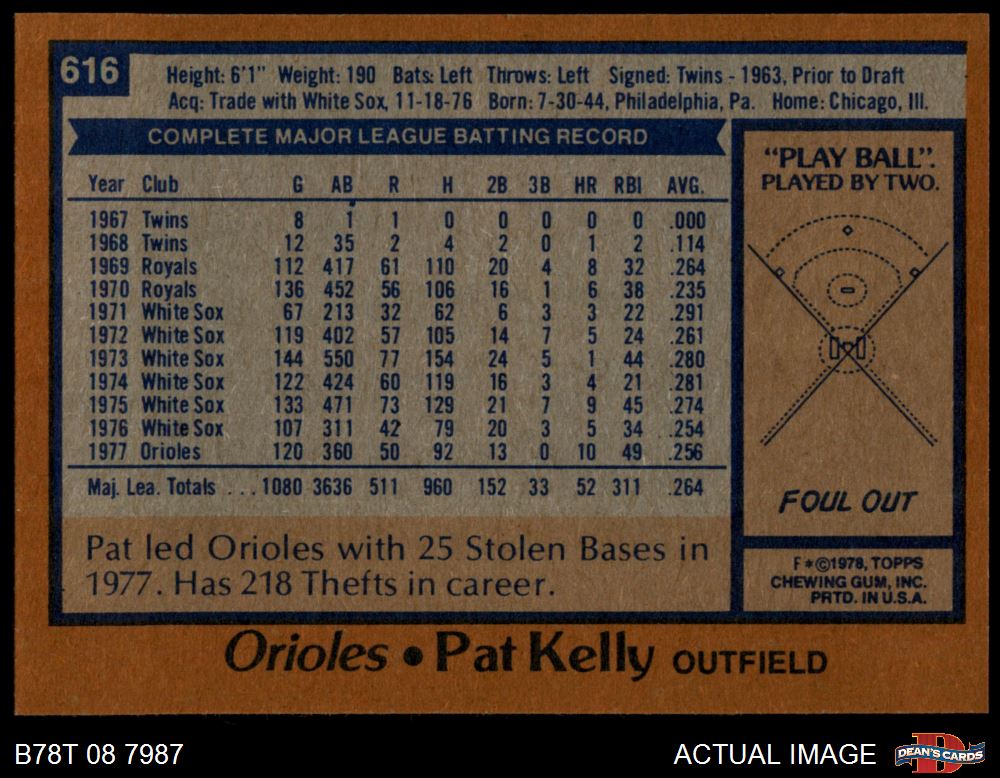 616
Height: 6'1" Weight: 190 Bats: Left Throws: Left Signed: Twins - 1963, Prior to Draft
Acq: Trade with White Sox, 11-18-76 Born: 7-30-44, Philadelphia, Pa. Home: Chicago, Ill.
COMPLETE MAJOR LEAGUE BATTING RECORD
Year Club G AB R H 2B 3B HR RBI AVG.
1967 Twins 8 1 1 0 0 0 0 0 .000
1968 Twins 12 35 2 4 2 0 1 2 .114
1969 Royals 112 417 61 110 20 4 8 32 .264
1970 Royals 136 452 56 106 16 1 6 38 .235
1971 White Sox 67 213 32 62 6 3 3 22 .291
1972 White Sox 119 402 57 105 14 7 5 24 .261
1973 White Sox 144 550 77 154 24 5 1 44 .280
1974 White Sox 122 424 60 119 16 3 4 21 .281
1975 White Sox 133 471 73 129 21 7 9 45 .274
1976 White Sox 107 311 42 79 20 3 5 34 .254
1977 Orioles 120 360 50 92 13 0 10 49 .256
Maj. Lea. Totals ... 1080 3636 511 960 152 33 52 311 .264
Pat led Orioles with 25 Stolen Bases in
1977. Has 218 Thefts in career.
"PLAY BALL".
PLAYED BY TWO.
FOUL OUT
F*©1978, TOPPS
CHEWING GUM, INC.
PRTD. IN U.S.A.
Orioles • Pat Kelly OUTFIELD
B78T 08 7987
ACTUAL IMAGE
DEAN'S CARDS